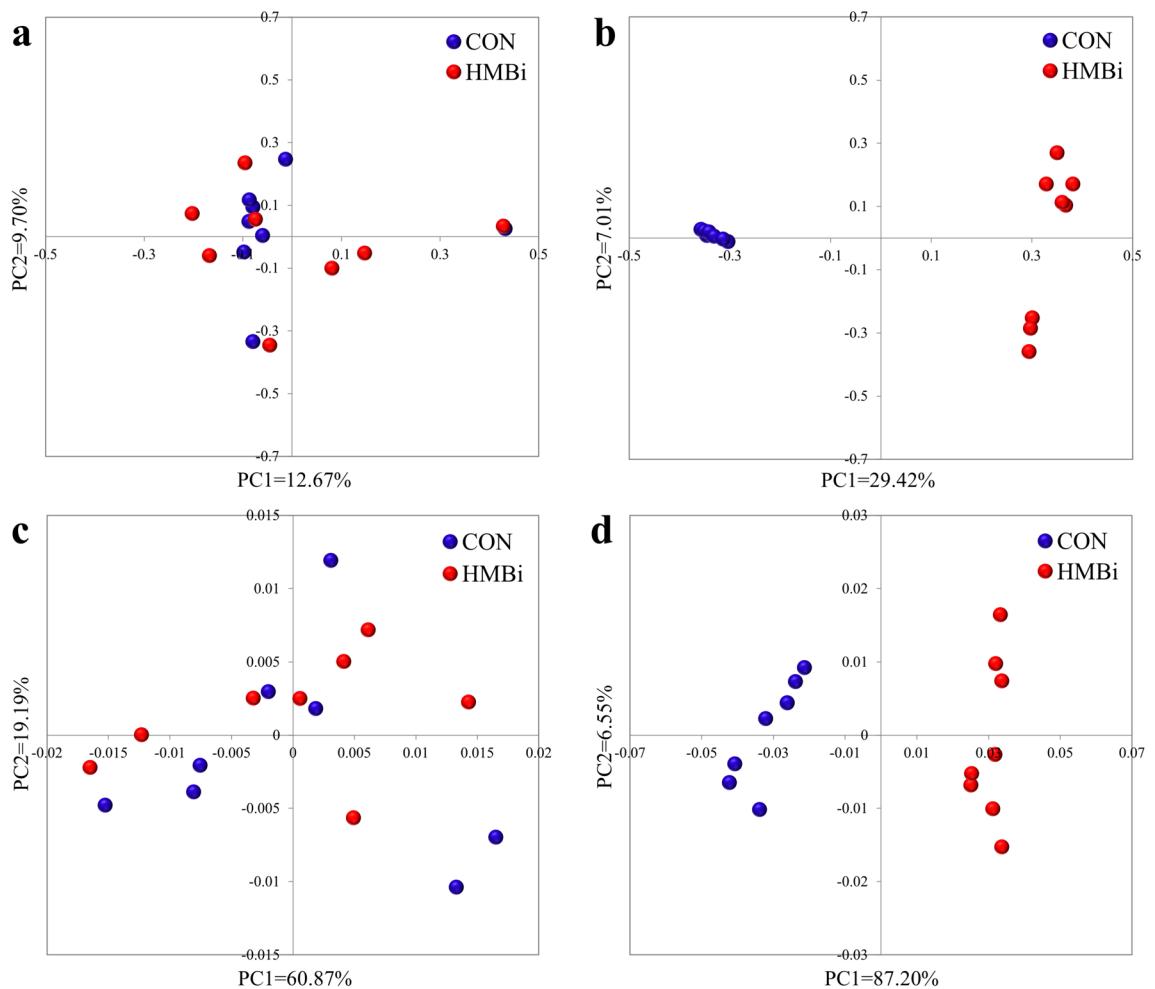 a
CON
HMBi
0.7
0.5
0.3
0.1
-0.1
-0.3
-0.5
-0.7
-0.5
-0.3
-0.1
0.1
0.3
0.5
PC2=9.70%
PC1=12.67%
b
CON
HMBi
0.7
0.5
0.3
0.1
-0.1
-0.3
-0.5
-0.7
-0.5
-0.3
-0.1
0.1
0.3
0.5
PC2=7.01%
PC1=29.42%
c
CON
HMBi
0.015
0.01
0.005
0
-0.005
-0.01
-0.015
-0.02
-0.015
-0.01
-0.005
0
0.005
0.01
0.015
0.02
PC2=19.19%
PC1=60.87%
d
CON
HMBi
0.03
0.02
0.01
0
-0.01
-0.02
-0.03
-0.07
-0.05
-0.03
-0.01
0.01
0.03
0.05
0.07
PC2=6.55%
PC1=87.20%